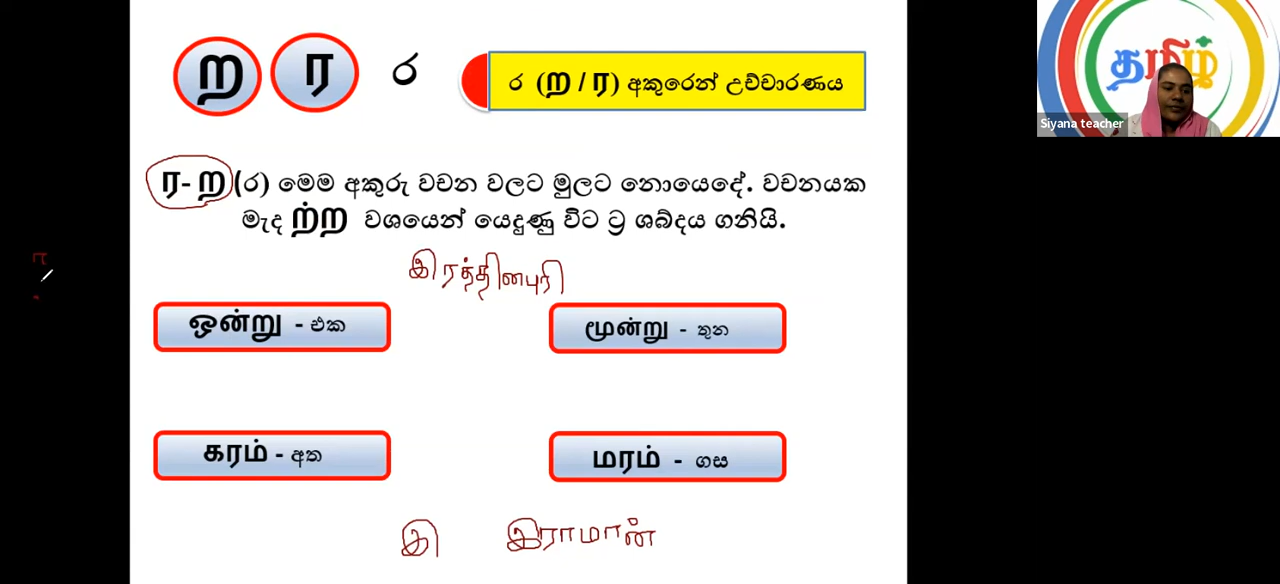 ற ர ර ර (ற / ர) අකුරෙන් උච්චාරණය
தமிழ்
Siyana teacher
ர- ற (ර) මෙම අකුරු වචන වලට මුලට නොයෙදේ. වචනයක
මැද ற்ற වශයෙන් යෙදුණු විට ට්‍ර ශබ්දය ගනියි.
இரத்தினபுரி
ஒன்று - එක
மூன்று - තුන
கரம் - අත
மரம் - ගස
இ இராமான்